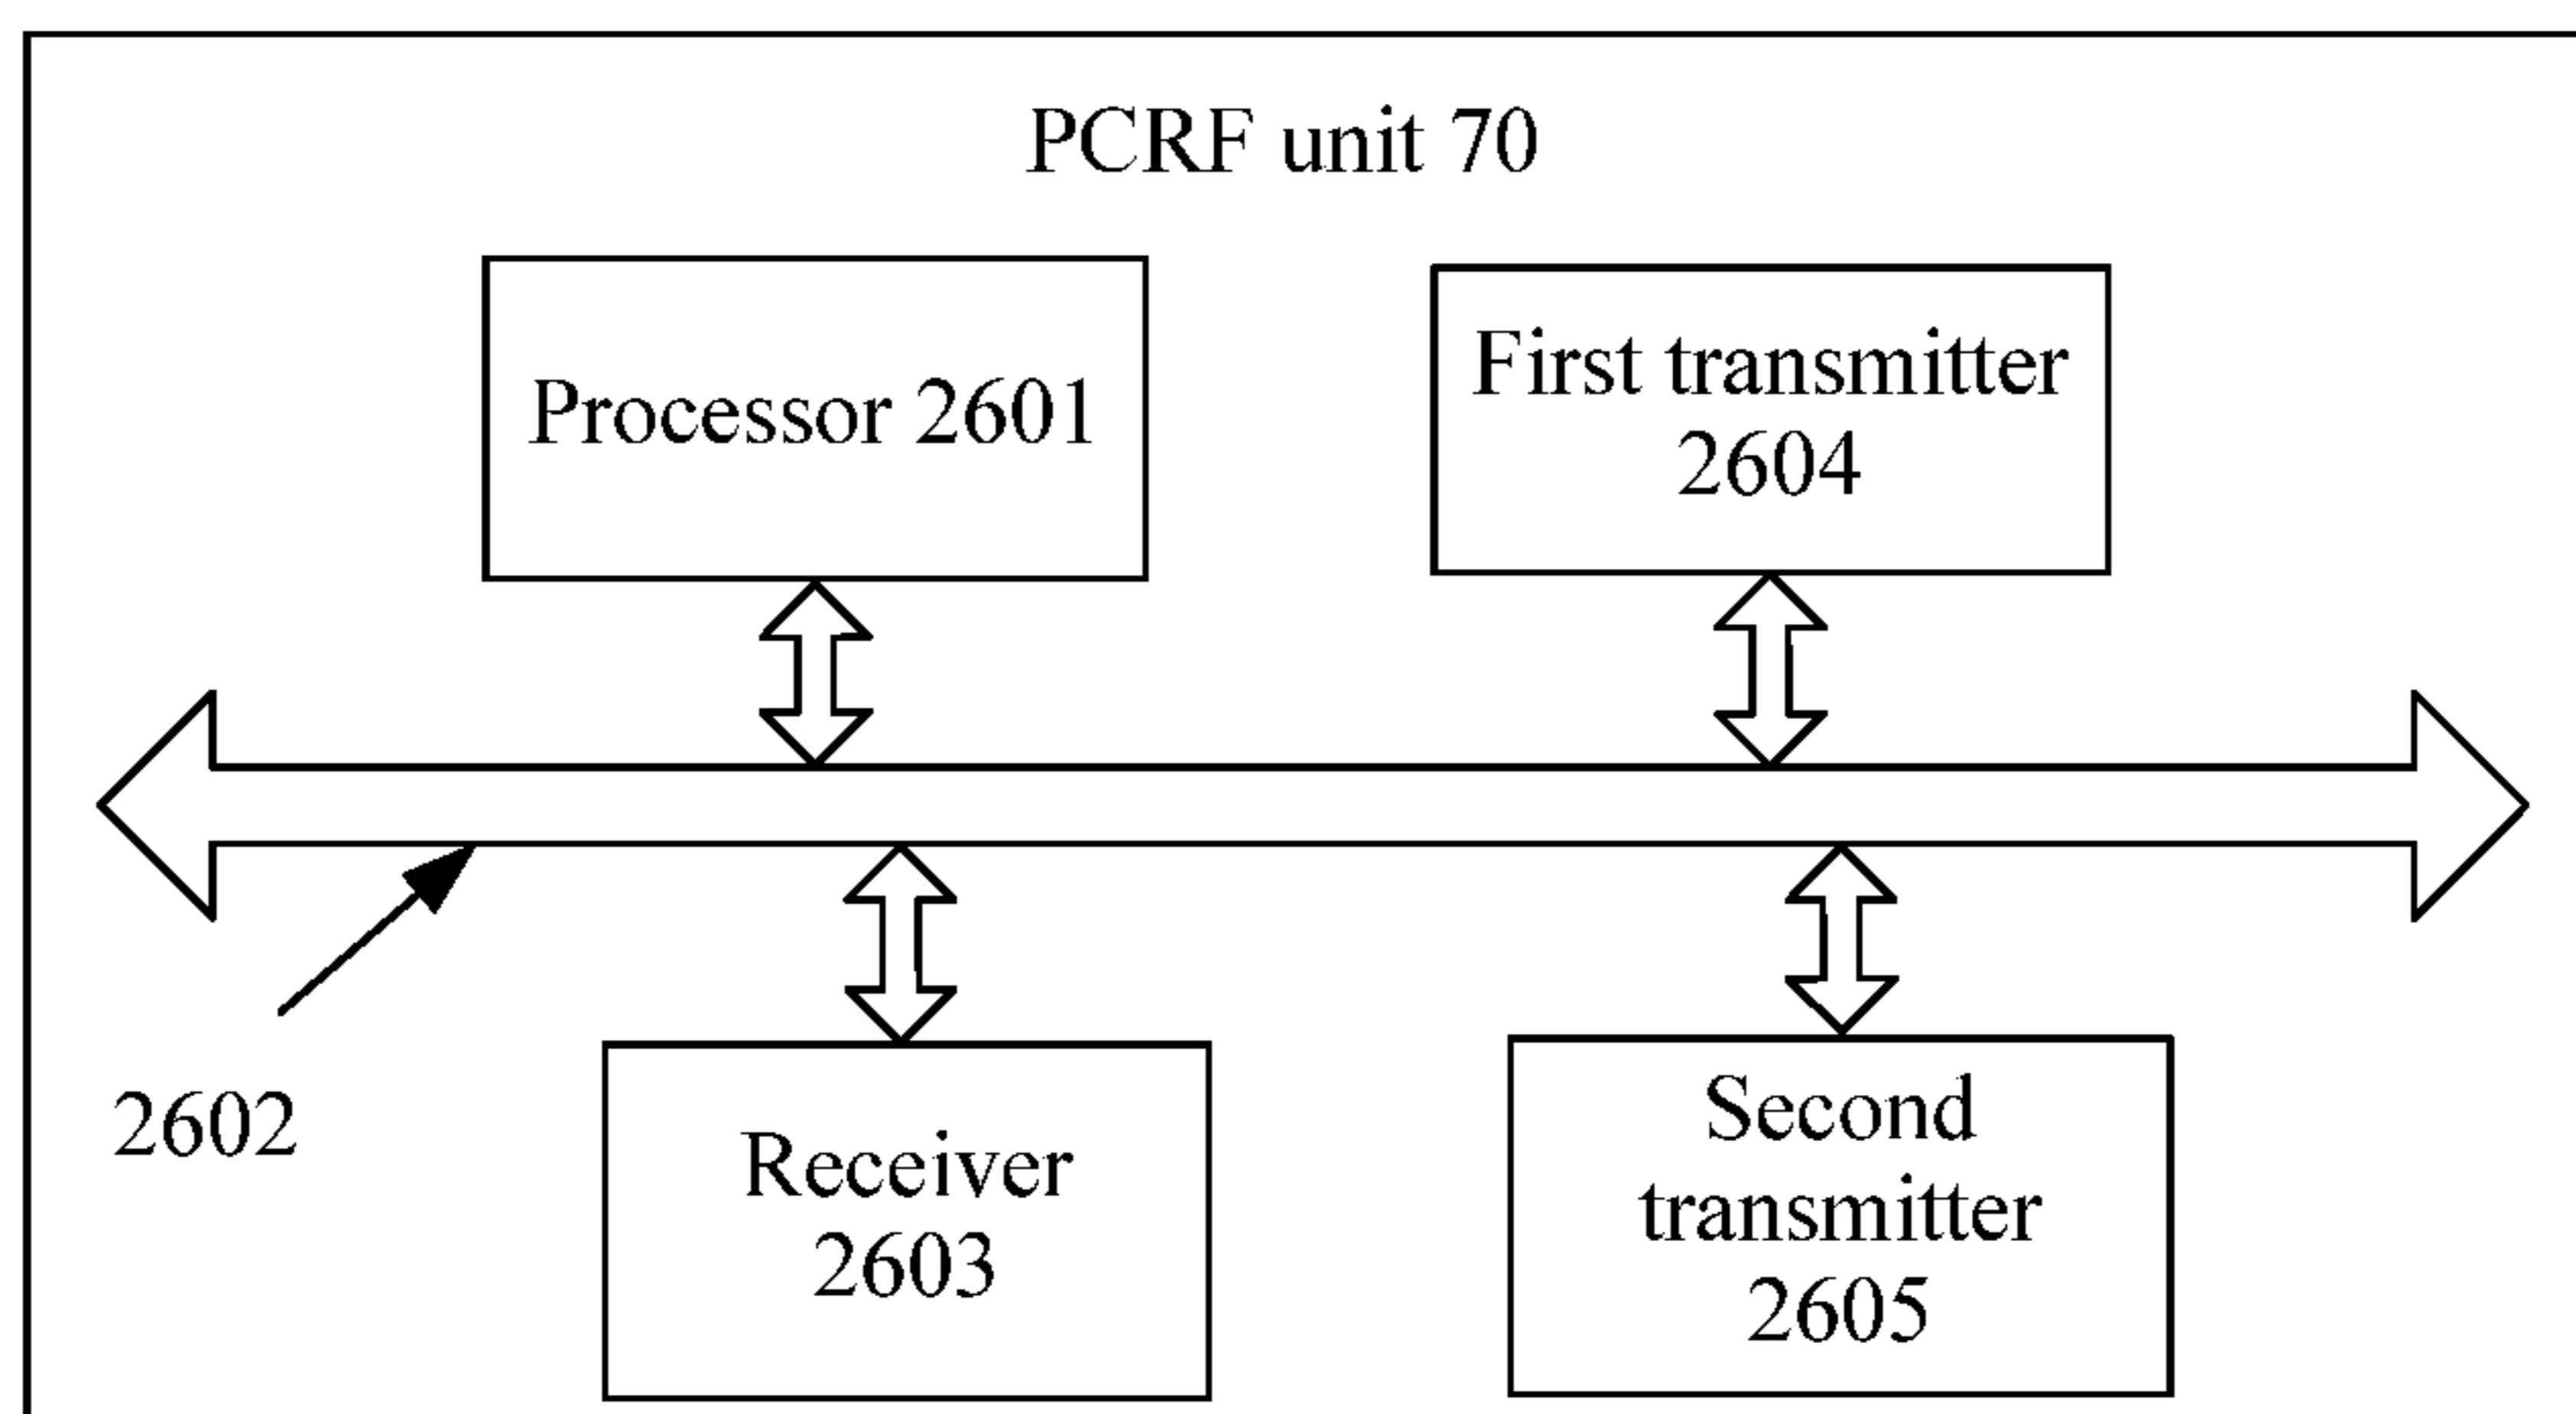 PCRF unit 70
Processor 2601
First transmitter
2604
2602
Receiver
2603
Second
transmitter
2605